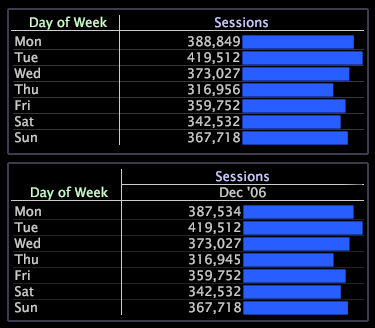 Day of Week Sessions
Mon 388,849
Tue 419,512
Wed 373,027
Thu 316,956
Fri 359,752
Sat 342,532
Sun 367,718
Sessions
Day of Week Dec '06
Mon 387,534
Tue 419,512
Wed 373,027
Thu 316,945
Fri 359,752
Sat 342,532
Sun 367,718